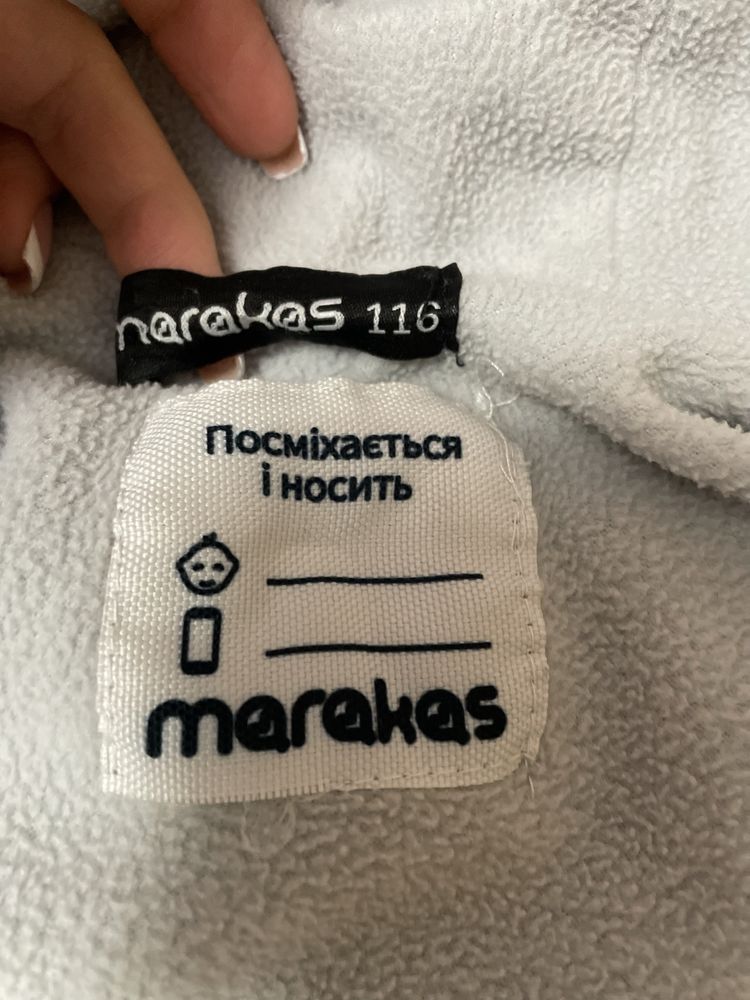 marakas 116
Посміхається
і носить
marakas